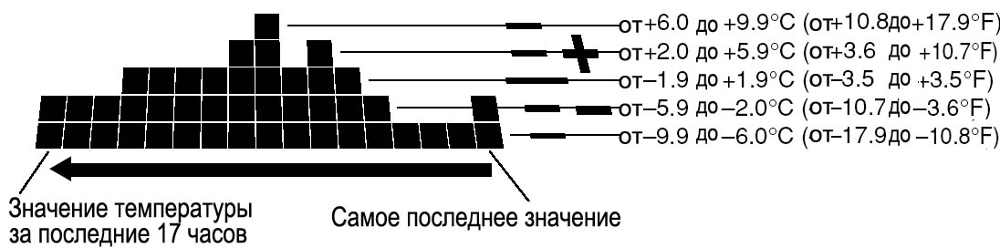 от+6.0 до +9.9°C (от+10.8до+17.9°F)
от+2.0 до +5.9°C (от+3.6 до +10.7°F)
от–1.9 до +1.9°C (от–3.5 до +3.5°F)
от–5.9 до –2.0°C (от–10.7до–3.6°F)
от–9.9 до –6.0°C (от–17.9до –10.8°F)
Значение температуры
за последние 17 часов
Самое последнее значение